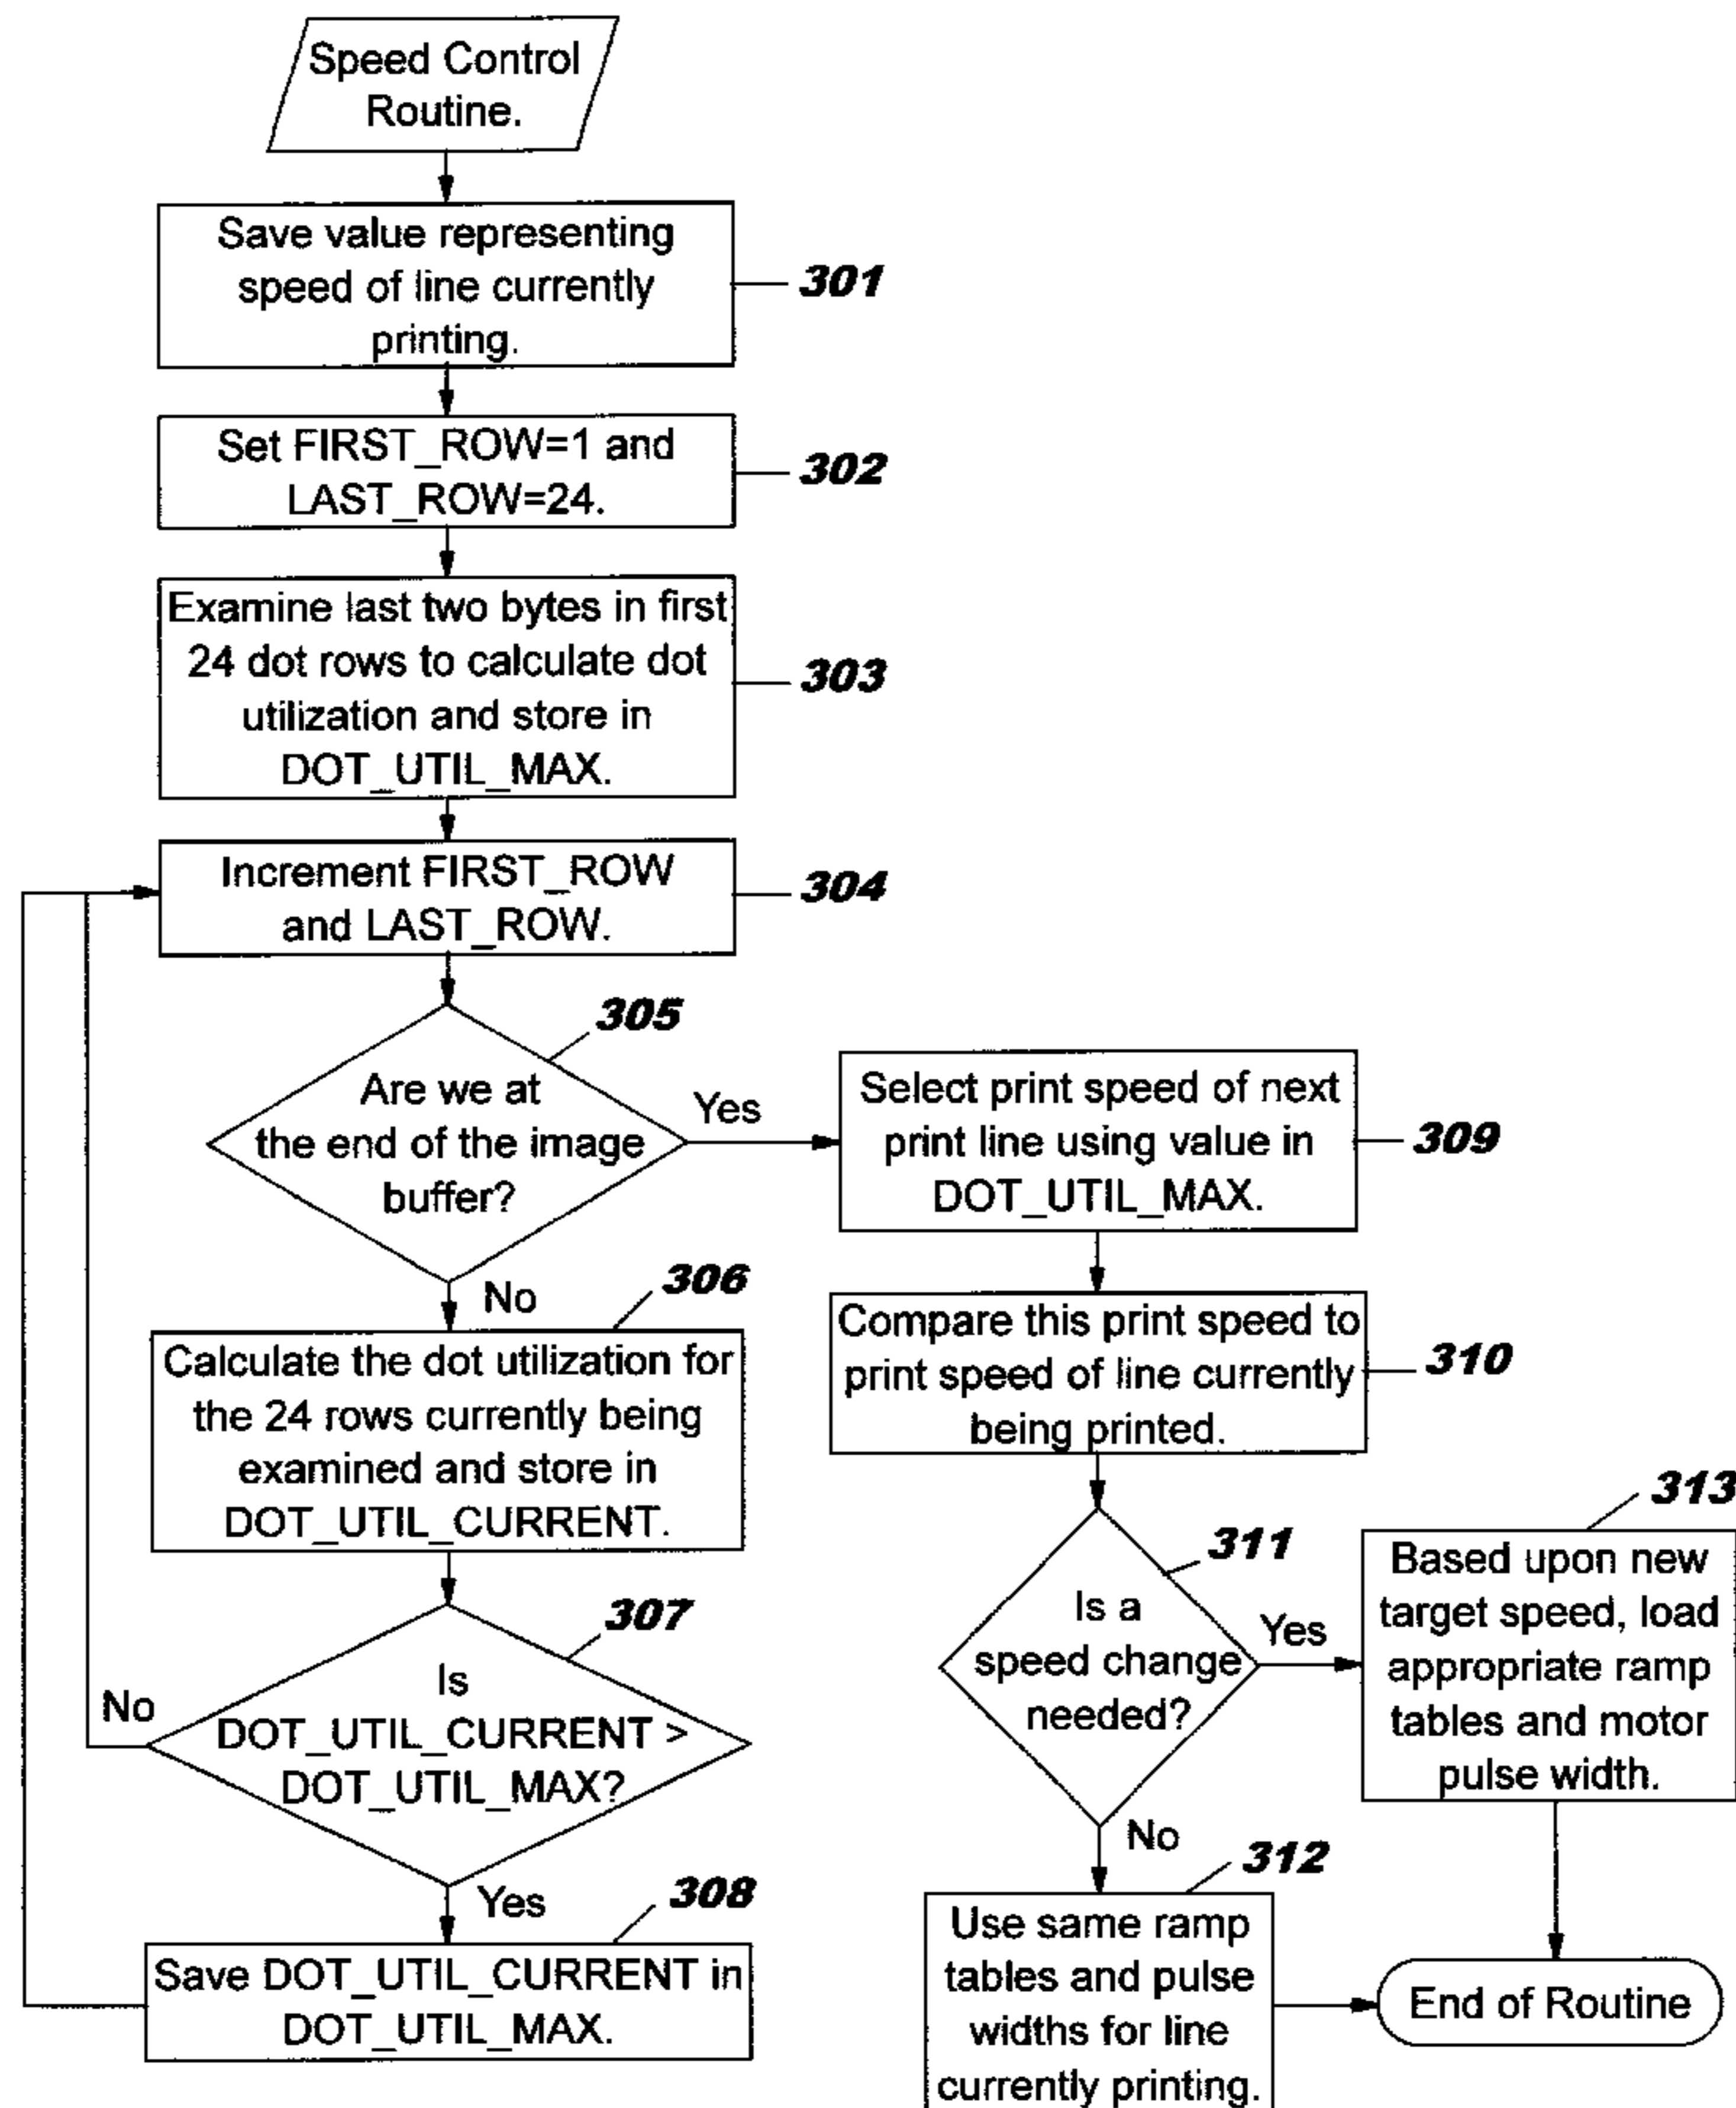 Speed Control
Routine.
Save value representing
speed of line currently
printing.
301
Set FIRST_ROW=1 and
LAST_ROW=24.
302
Examine last two bytes in first
24 dot rows to calculate dot
utilization and store in
DOT_UTIL_MAX.
303
Increment FIRST_ROW
and LAST_ROW.
304
305
Are we at
the end of the image
buffer?
Yes
No
306
Calculate the dot utilization for
the 24 rows currently being
examined and store in
DOT_UTIL_CURRENT.
307
Is
DOT_UTIL_CURRENT >
DOT_UTIL_MAX?
No
Yes
308
Save DOT_UTIL_CURRENT in
DOT_UTIL_MAX.
Select print speed of next
print line using value in
DOT_UTIL_MAX.
309
Compare this print speed to
print speed of line currently
being printed.
310
311
Is a
speed change
needed?
Yes
No
313
Based upon new
target speed, load
appropriate ramp
tables and motor
pulse width.
312
Use same ramp
tables and pulse
widths for line
currently printing.
End of Routine